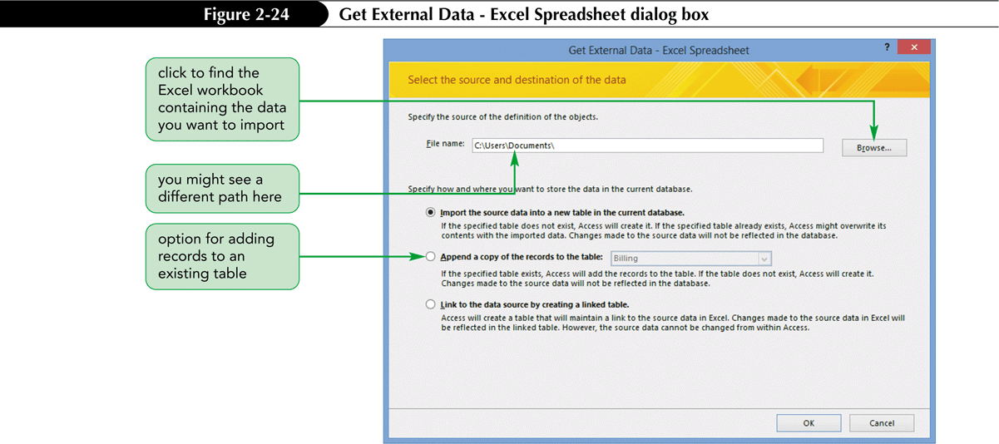 Figure 2-24 Get External Data - Excel Spreadsheet dialog box
Get External Data - Excel Spreadsheet
?
click to find the
Excel workbook
containing the data
you want to import
Select the source and destination of the data
Specify the source of the definition of the objects.
File name: C:\Users\Documents\ Browse...
you might see a
different path here
Specify how and where you want to store the data in the current database.
Import the source data into a new table in the current database.
If the specified table does not exist, Access will create it. If the specified table already exists, Access might overwrite its
contents with the imported data. Changes made to the source data will not be reflected in the database.
option for adding
records to an
existing table
Append a copy of the records to the table: Billing
If the specified table exists, Access will add the records to the table. If the table does not exist, Access will create it.
Changes made to the source data will not be reflected in the database.
Link to the data source by creating a linked table.
Access will create a table that will maintain a link to the source data in Excel. Changes made to the source data in Excel will
be reflected in the linked table. However, the source data cannot be changed from within Access.
OK Cancel